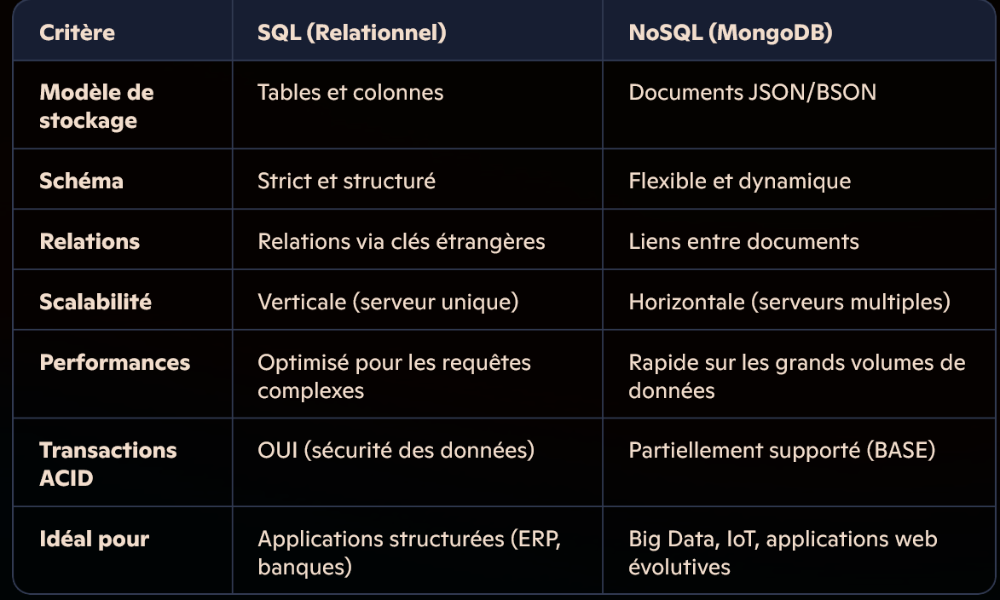 Critère
SQL (Relationnel)
NoSQL (MongoDB)
Modèle de
stockage
Tables et colonnes
Documents JSON/BSON
Schéma
Strict et structuré
Flexible et dynamique
Relations
Relations via clés étrangères
Liens entre documents
Scalabilité
Verticale (serveur unique)
Horizontale (serveurs multiples)
Performances
Optimisé pour les requêtes
complexes
Rapide sur les grands volumes de
données
Transactions
ACID
OUI (sécurité des données)
Partiellement supporté (BASE)
Idéal pour
Applications structurées (ERP,
banques)
Big Data, IoT, applications web
évolutives